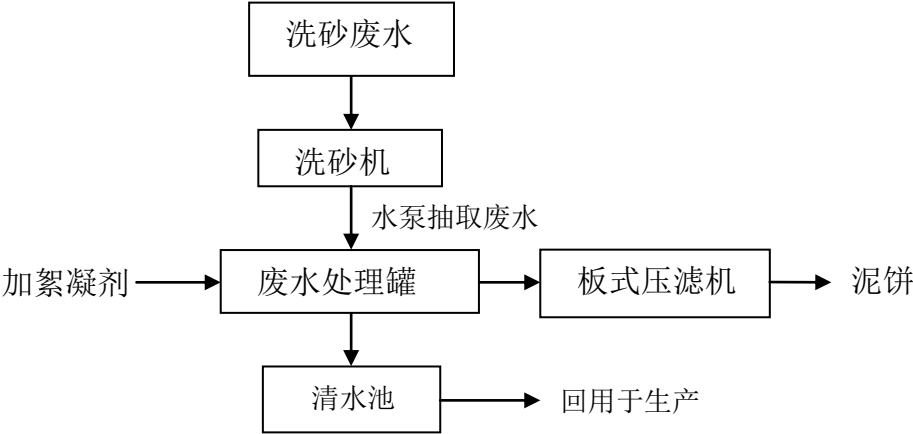 洗砂废水
洗砂机
水泵抽取废水
加絮凝剂
废水处理罐
板式压滤机
泥饼
清水池
回用于生产